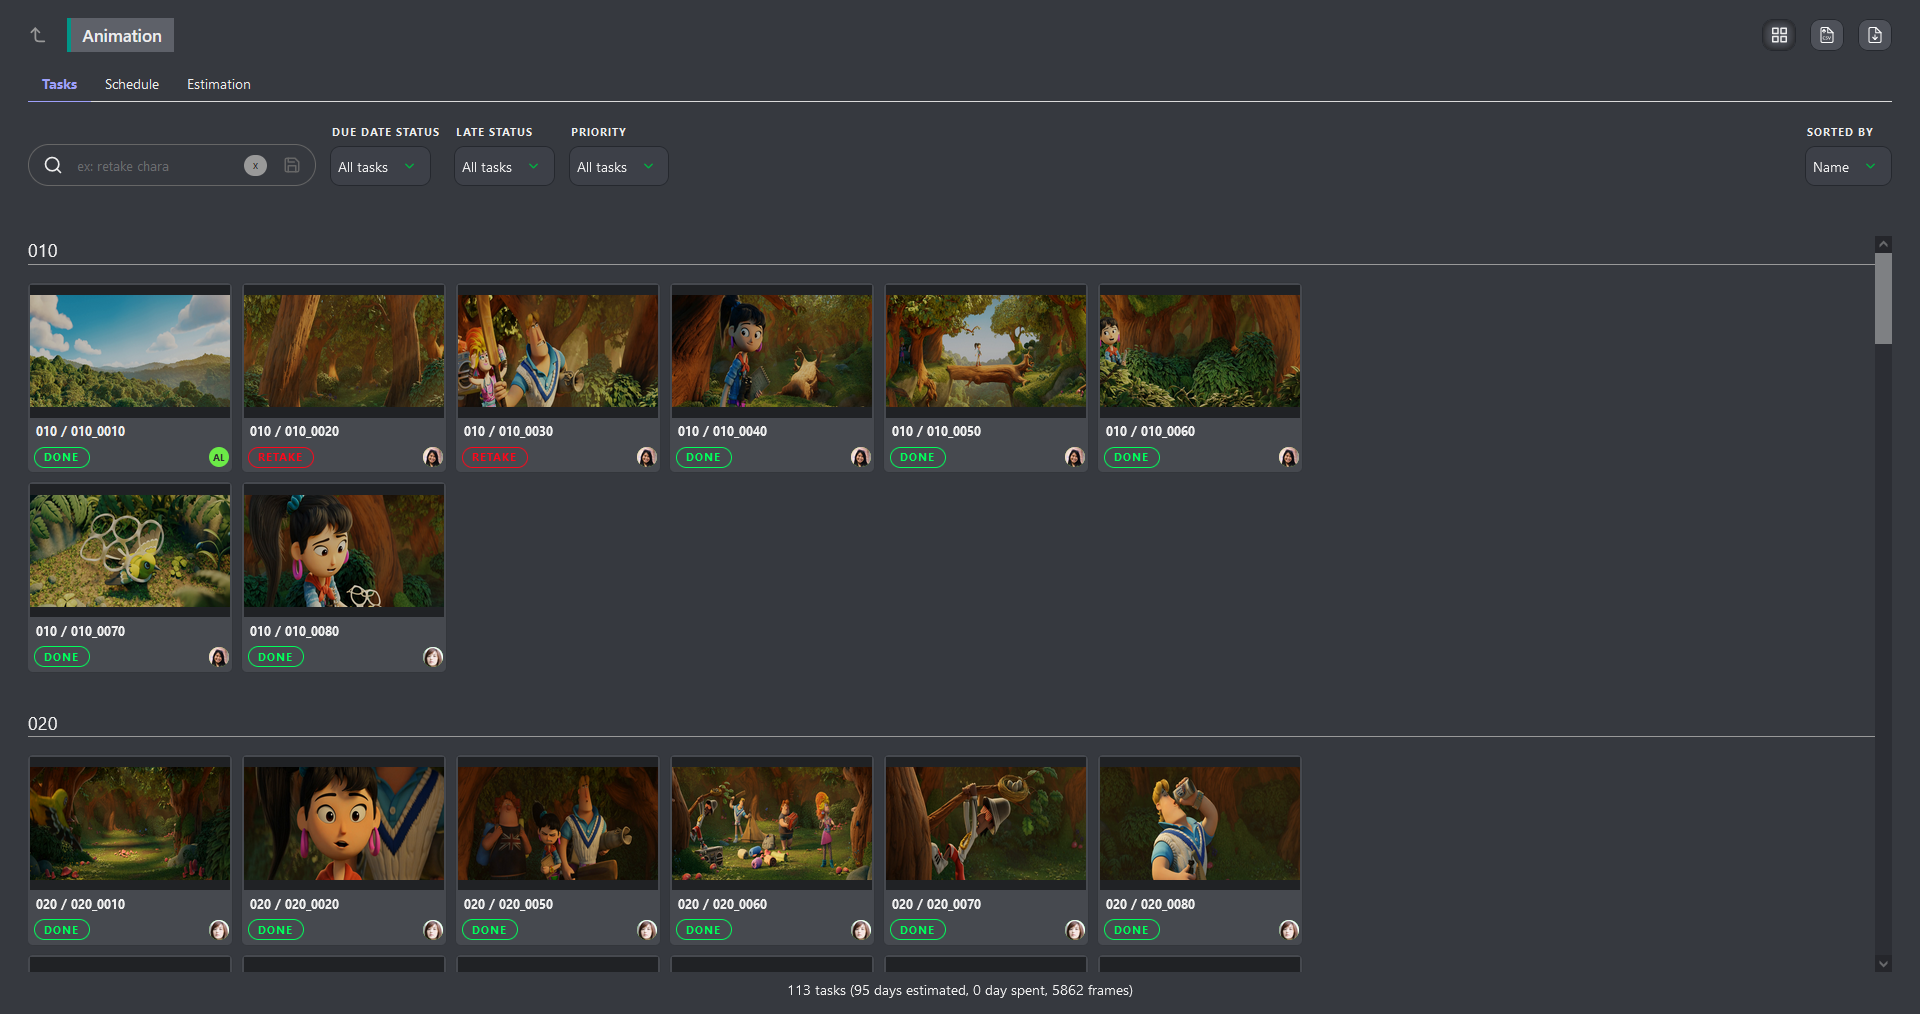 Animation
Tasks Schedule Estimation
DUE DATE STATUS LATE STATUS PRIORITY SORTED BY
ex: retake chara x All tasks All tasks All tasks Name
010
010 / 010_0010 010 / 010_0020 010 / 010_0030 010 / 010_0040 010 / 010_0050 010 / 010_0060
DONE AL RETAKE RETAKE DONE DONE DONE
010 / 010_0070 010 / 010_0080
DONE DONE
020
020 / 020_0010 020 / 020_0020 020 / 020_0050 020 / 020_0060 020 / 020_0070 020 / 020_0080
DONE DONE DONE DONE DONE DONE
113 tasks (95 days estimated, 0 day spent, 5862 frames)